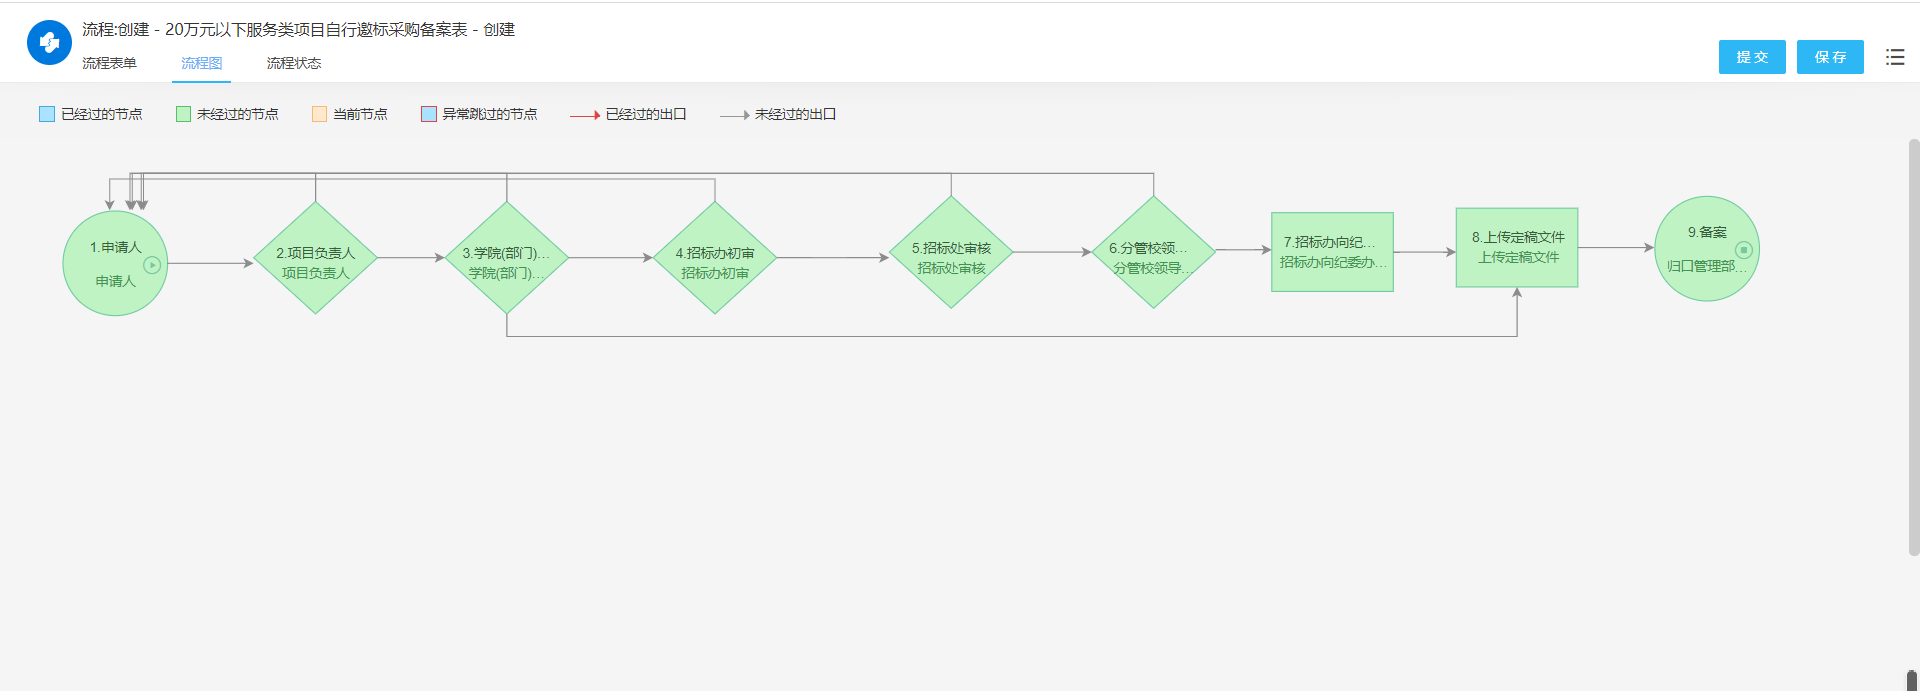 流程:创建 - 20万元以下服务类项目自行邀标采购备案表 - 创建
流程表单 流程图 流程状态
提交 保存
已经过的节点 未经过的节点 当前节点 异常跳过的节点 已经过的出口 未经过的出口
1.申请人
申请人
2.项目负责人
项目负责人
3.学院(部门)...
学院(部门)...
4.招标办初审
招标办初审
5.招标处审核
招标处审核
6.分管校领...
分管校领导...
7.招标办向纪...
招标办向纪委办...
8.上传定稿文件
上传定稿文件
9.备案
归口管理部...